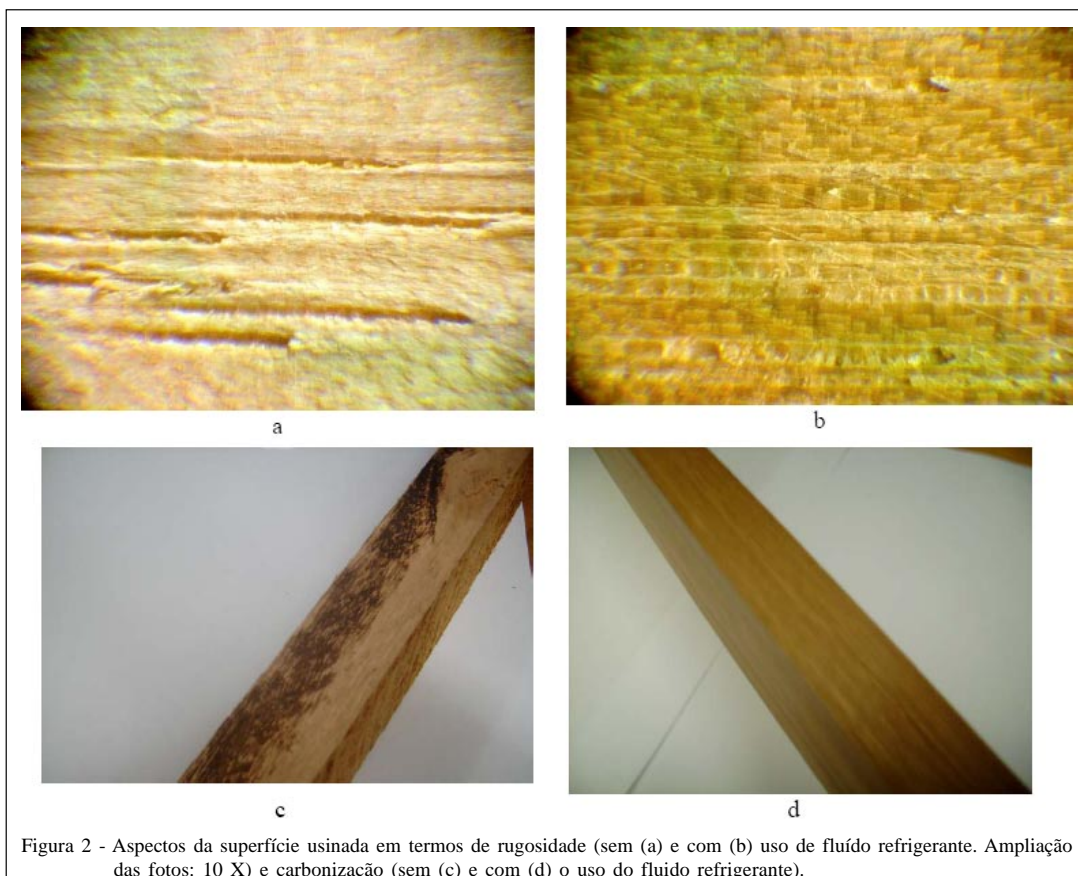 a
b
c
d
Figura 2 - Aspectos da superfície usinada em termos de rugosidade (sem (a) e com (b) uso de fluído refrigerante. Ampliação
das fotos: 10 X) e carbonização (sem (c) e com (d) o uso do fluido refrigerante).